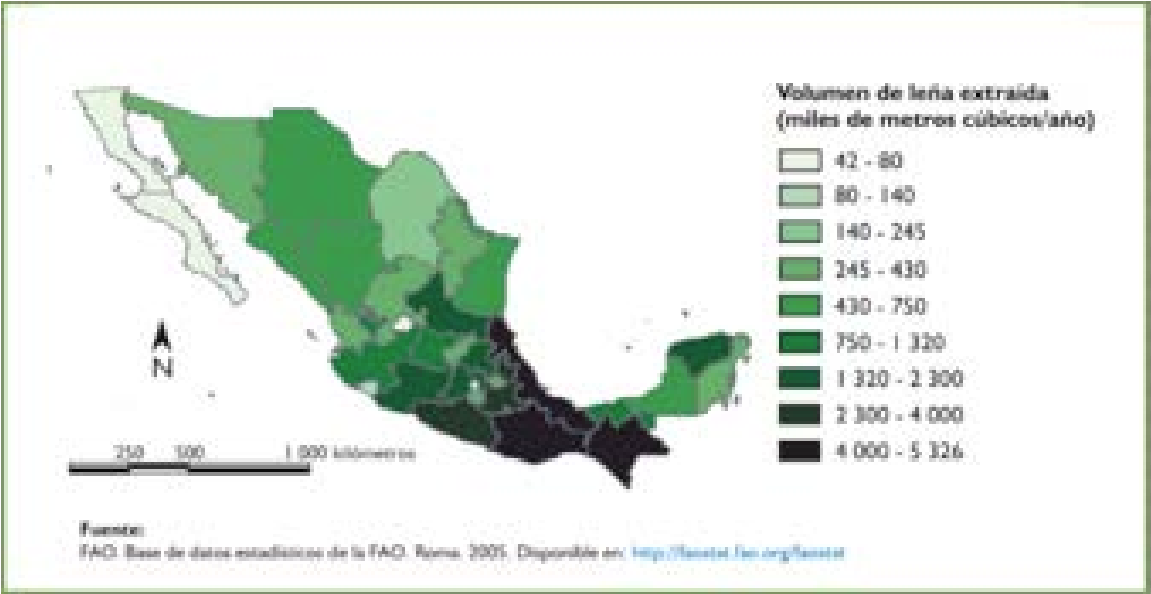 Volumen de leña extraída
(miles de metros cúbicos/año)
42 - 80
80 - 140
140 - 245
245 - 430
430 - 750
750 - 1 320
1 320 - 2 300
2 300 - 4 000
4 000 - 5 326
N
250 500 1 000 kilómetros
Fuente:
FAO. Base de datos estadísticos de la FAO. Roma. 2005. Disponible en: http://faostat.fao.org/faostat